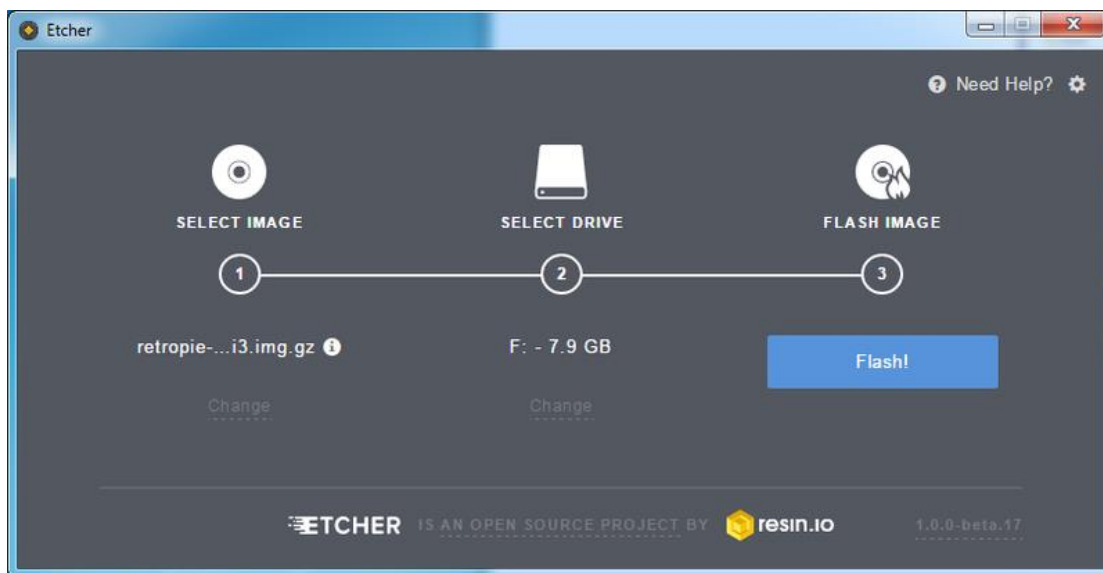 Etcher
Need Help?
SELECT IMAGE
SELECT DRIVE
FLASH IMAGE
1
2
3
retropie-...i3.img.gz
F: - 7.9 GB
Flash!
Change
Change
ETCHER IS AN OPEN SOURCE PROJECT BY resin.io 1.0.0-beta.17